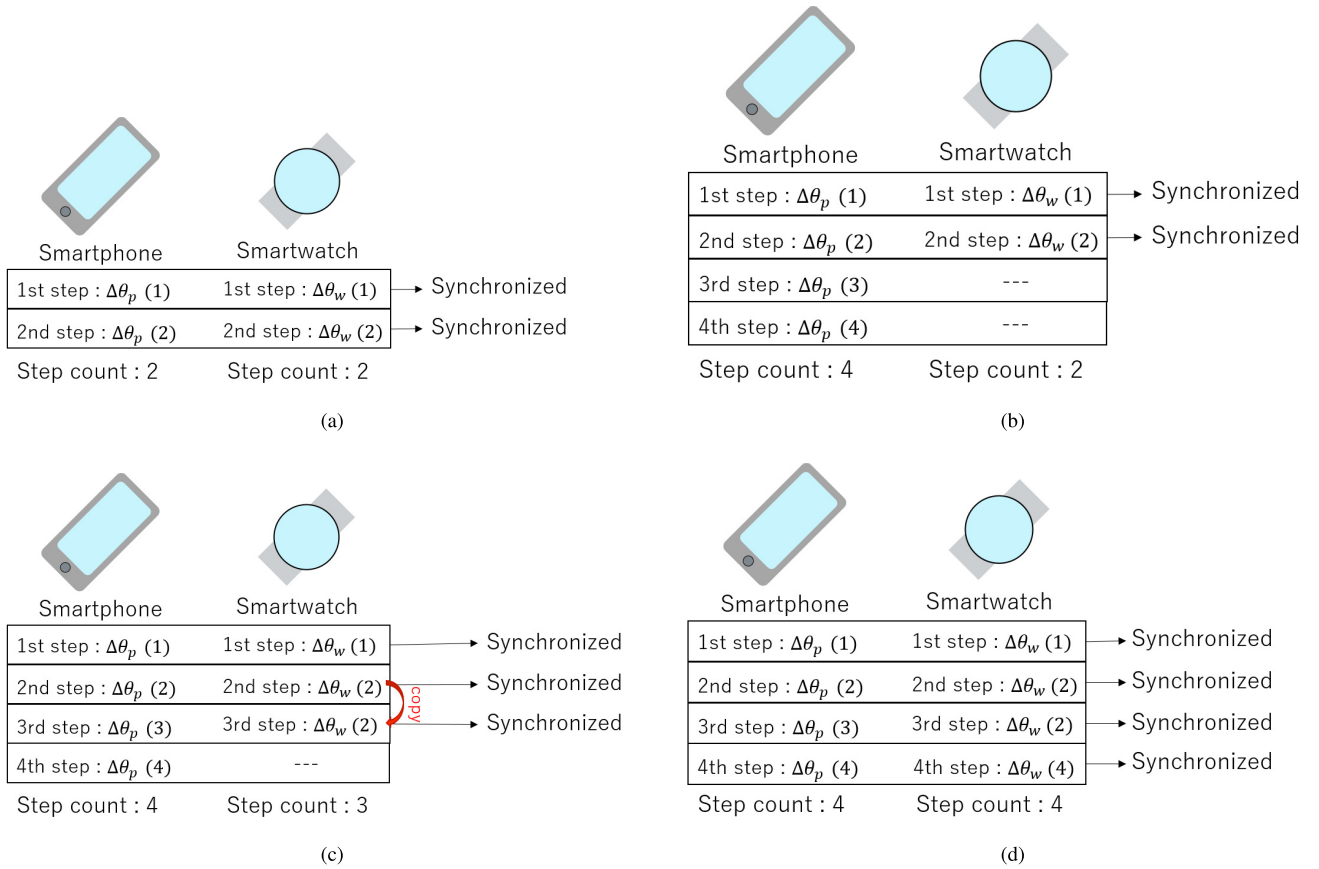 Smartphone Smartwatch
1st step : Δθp (1) 1st step : Δθw (1) Synchronized
2nd step : Δθp (2) 2nd step : Δθw (2) Synchronized
Step count : 2 Step count : 2
(a)
Smartphone Smartwatch
1st step : Δθp (1) 1st step : Δθw (1) Synchronized
2nd step : Δθp (2) 2nd step : Δθw (2) Synchronized
3rd step : Δθp (3) ---
4th step : Δθp (4) ---
Step count : 4 Step count : 2
(b)
Smartphone Smartwatch
1st step : Δθp (1) 1st step : Δθw (1) Synchronized
2nd step : Δθp (2) 2nd step : Δθw (2) Synchronized
copy
3rd step : Δθp (3) 3rd step : Δθw (2) Synchronized
4th step : Δθp (4) ---
Step count : 4 Step count : 3
(c)
Smartphone Smartwatch
1st step : Δθp (1) 1st step : Δθw (1) Synchronized
2nd step : Δθp (2) 2nd step : Δθw (2) Synchronized
3rd step : Δθp (3) 3rd step : Δθw (2) Synchronized
4th step : Δθp (4) 4th step : Δθw (4) Synchronized
Step count : 4 Step count : 4
(d)